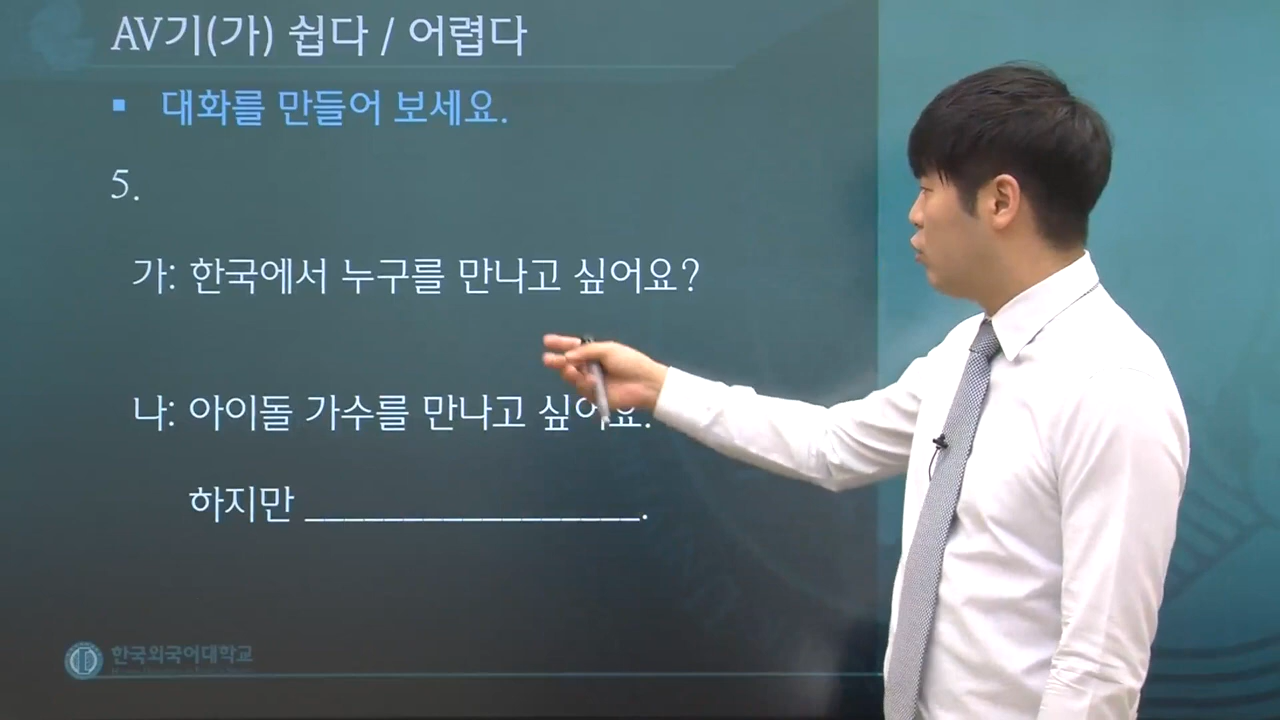 AV기(가) 쉽다 / 어렵다
▪ 대화를 만들어 보세요.
5.
가: 한국에서 누구를 만나고 싶어요?
나: 아이돌 가수를 만나고 싶어요.
하지만 _________________.
한국외국어대학교